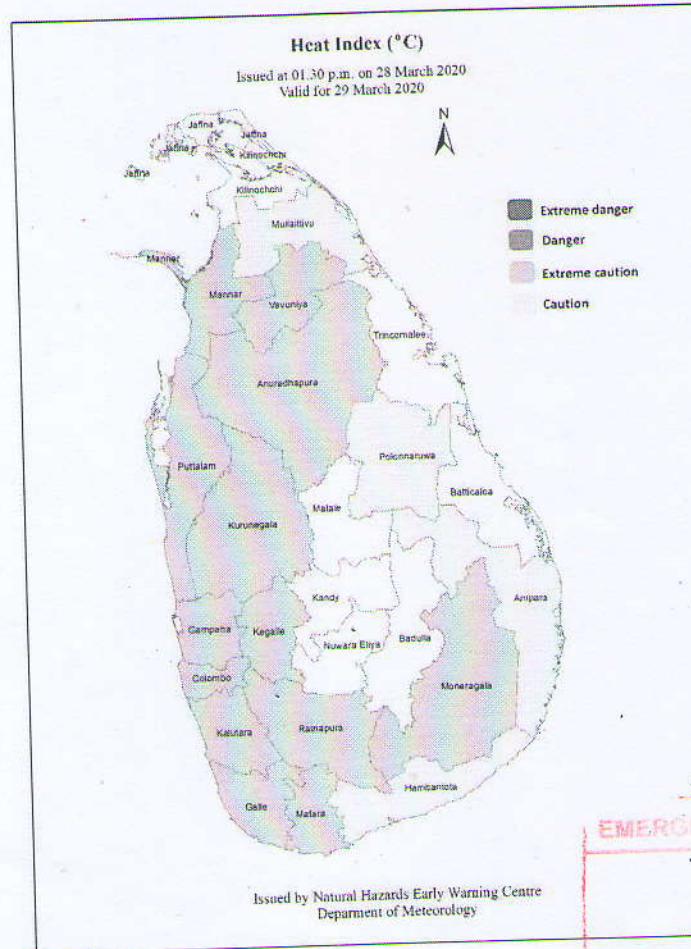 Heat Index (°C)
Issued at 01.30 p.m. on 28 March 2020
Valid for 29 March 2020
N
Jaffna
Jaffna
Jaffna
Kilinochchi
Jaffna
Kilinochchi
Mullaitivu
Mannar
Mannar
Vavuniya
Trincomalee
Anuradhapura
Polonnaruwa
Puttalam
Batticaloa
Matale
Kurunegala
Kandy
Ampara
Gampaha
Kegalle
Nuwara Eliya
Badulla
Colombo
Moneragala
Kalutara
Ratnapura
Hambantota
Galle
Matara
Extreme danger
Danger
Extreme caution
Caution
Issued by Natural Hazards Early Warning Centre
Deparment of Meteorology